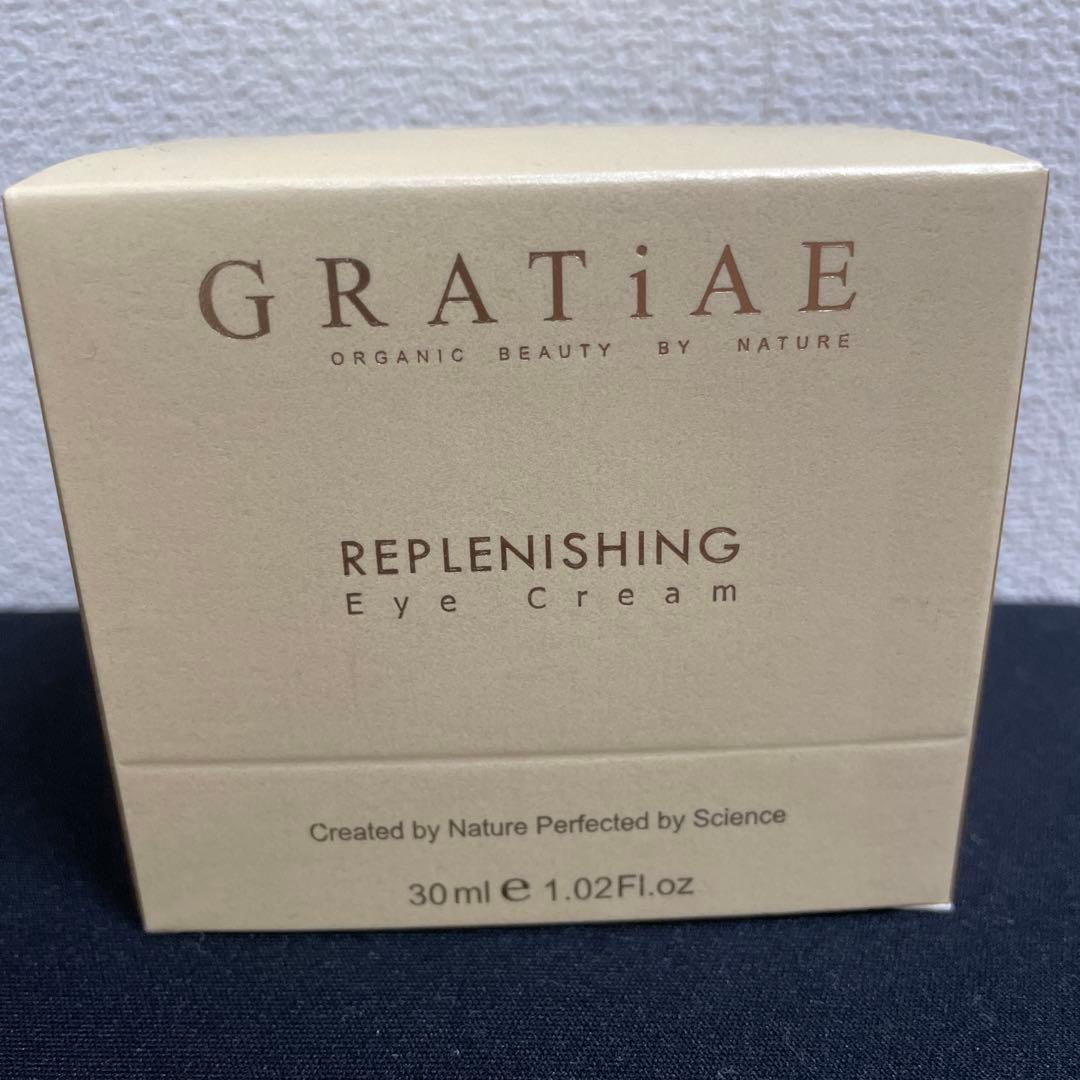 GRATiAE
ORGANIC BEAUTY BY NATURE
REPLENISHING
Eye Cream
Created by Nature Perfected by Science
30ml e 1.02Fl.oz